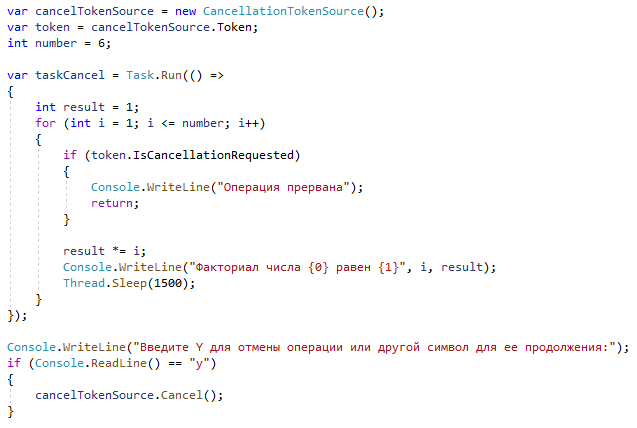 var cancelTokenSource = new CancellationTokenSource();
var token = cancelTokenSource.Token;
int number = 6;

var taskCancel = Task.Run(() =>
{
    int result = 1;
    for (int i = 1; i <= number; i++)
    {
        if (token.IsCancellationRequested)
        {
            Console.WriteLine("Операция прервана");
            return;
        }

        result *= i;
        Console.WriteLine("Факториал числа {0} равен {1}", i, result);
        Thread.Sleep(1500);
    }
});

Console.WriteLine("Введите Y для отмены операции или другой символ для ее продолжения:");
if (Console.ReadLine() == "y")
{
    cancelTokenSource.Cancel();
}